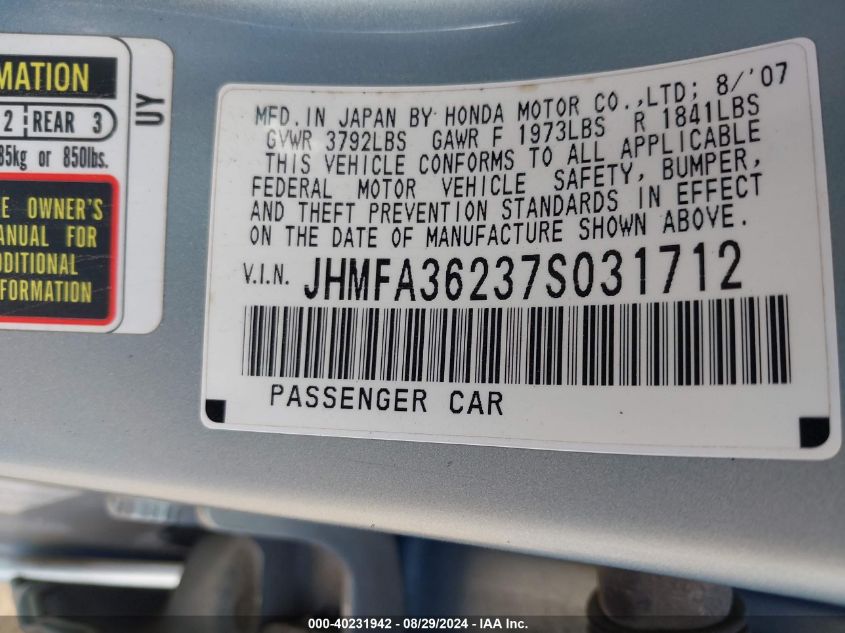 MATION
2 REAR 3
85kg or 850lbs.
E OWNER'S
ANUAL FOR
DDITIONAL
FORMATION
UY
MFD.IN JAPAN BY HONDA MOTOR CO.,LTD; 8/'07
GVWR 3792LBS GAWR F 1973LBS R 1841LBS
THIS VEHICLE CONFORMS TO ALL APPLICABLE
FEDERAL MOTOR VEHICLE SAFETY, BUMPER,
AND THEFT PREVENTION STANDARDS IN EFFECT
ON THE DATE OF MANUFACTURE SHOWN ABOVE.
V.I.N. JHMFA36237S031712
PASSENGER CAR
000-40231942 - 08/29/2024 - IAA Inc.